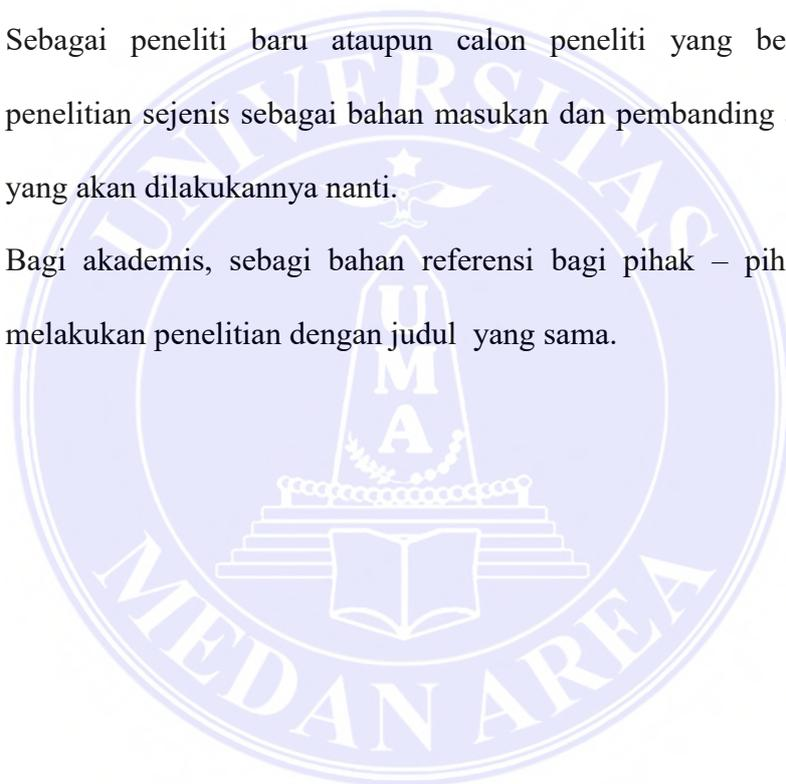 Sebagai peneliti baru ataupun calon peneliti yang be
penelitian sejenis sebagai bahan masukan dan pembanding
yang akan dilakukannya nanti.
Bagi akademis, sebagi bahan referensi bagi pihak – pih
melakukan penelitian dengan judul yang sama.
UNIVERSITAS
UMA
MEDAN AREA